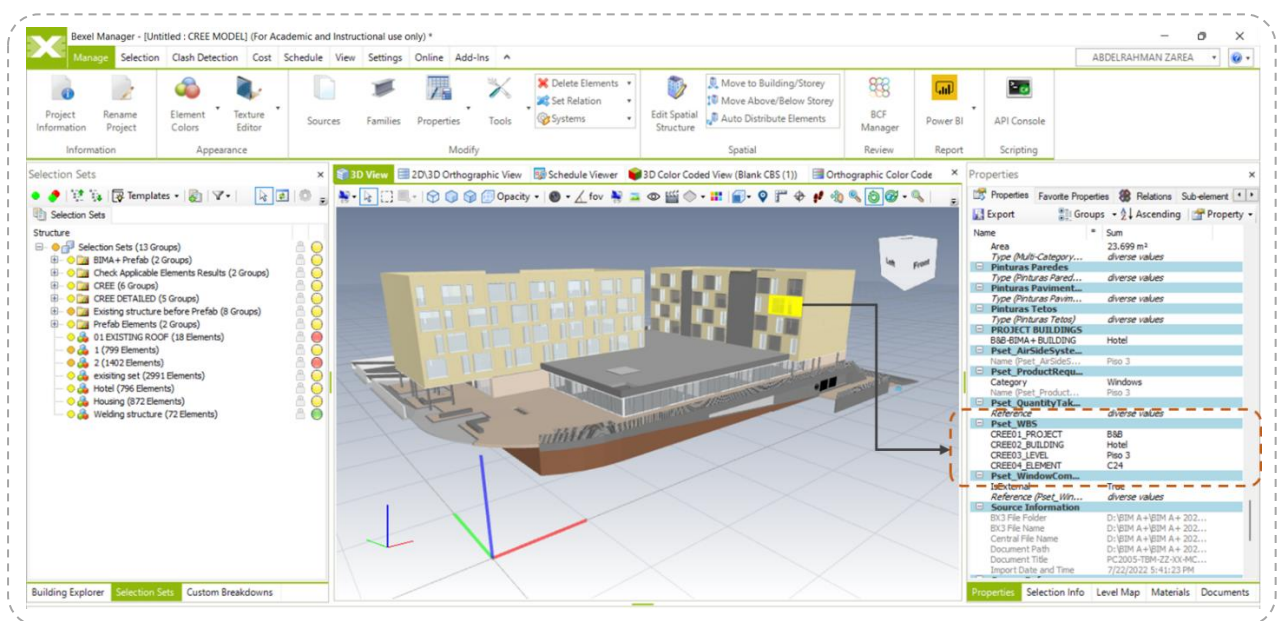 Bexel Manager - [Untitled : CREE MODEL] (For Academic and Instructional use only) *
Manage Selection Clash Detection Cost Schedule View Settings Online Add-Ins
ABDELRAHMAN ZAREA
Project Information
Rename Project
Element Colors
Texture Editor
Sources
Families
Properties
Tools
Delete Elements
Set Relation
Systems
Edit Spatial Structure
Move to Building/Storey
Move Above/Below Storey
Auto Distribute Elements
BCF Manager
Power BI
API Console
Information Appearance Modify Spatial Review Report Scripting
Selection Sets
Templates
Selection Sets
Structure
Selection Sets (13 Groups)
BIMA+ Prefab (2 Groups)
Check Applicable Elements Results (2 Groups)
CREE (6 Groups)
CREE DETAILED (5 Groups)
Existing structure before Prefab (8 Groups)
Prefab Elements (2 Groups)
01 EXISTING ROOF (18 Elements)
1 (799 Elements)
2 (1402 Elements)
exisiting set (2991 Elements)
Hotel (796 Elements)
Housing (872 Elements)
Welding structure (72 Elements)
Building Explorer Selection Sets Custom Breakdowns
3D View 2D\3D Orthographic View Schedule Viewer 3D Color Coded View (Blank CBS (1)) Orthographic Color Code
Opacity fov
Front
Properties
Properties Favorite Properties Relations Sub-element
Export Groups Ascending Property
Name Sum
Area 23.699 m²
Type (Multi-Category... diverse values
Pinturas Paredes
Type (Pinturas Pared... diverse values
Pinturas Paviment...
Type (Pinturas Pavim... diverse values
Pinturas Tetos
Type (Pinturas Tetos) diverse values
PROJECT BUILDINGS
B&B-BIMA+BUILDING Hotel
Pset_AirSideSyste...
Name (Pset_AirSideS... Piso 3
Pset_ProductRequ...
Category Windows
Name (Pset_Product... Piso 3
Pset_QuantityTak...
Reference diverse values
Pset_WBS
CREE01_PROJECT B&B
CREE02_BUILDING Hotel
CREE03_LEVEL Piso 3
CREE04_ELEMENT C24
Pset_WindowCom...
IsExternal True
Reference (Pset_Win... diverse values
Source Information
BX3 File Folder D:\BIM A+\BIM A+ 202...
BX3 File Name D:\BIM A+\BIM A+ 202...
Central File Name D:\BIM A+\BIM A+ 202...
Document Path D:\BIM A+\BIM A+ 202...
Document Title PC2005-TBM-ZZ-XX-MC...
Import Date and Time 7/22/2022 5:41:23 PM
Properties Selection Info Level Map Materials Documents